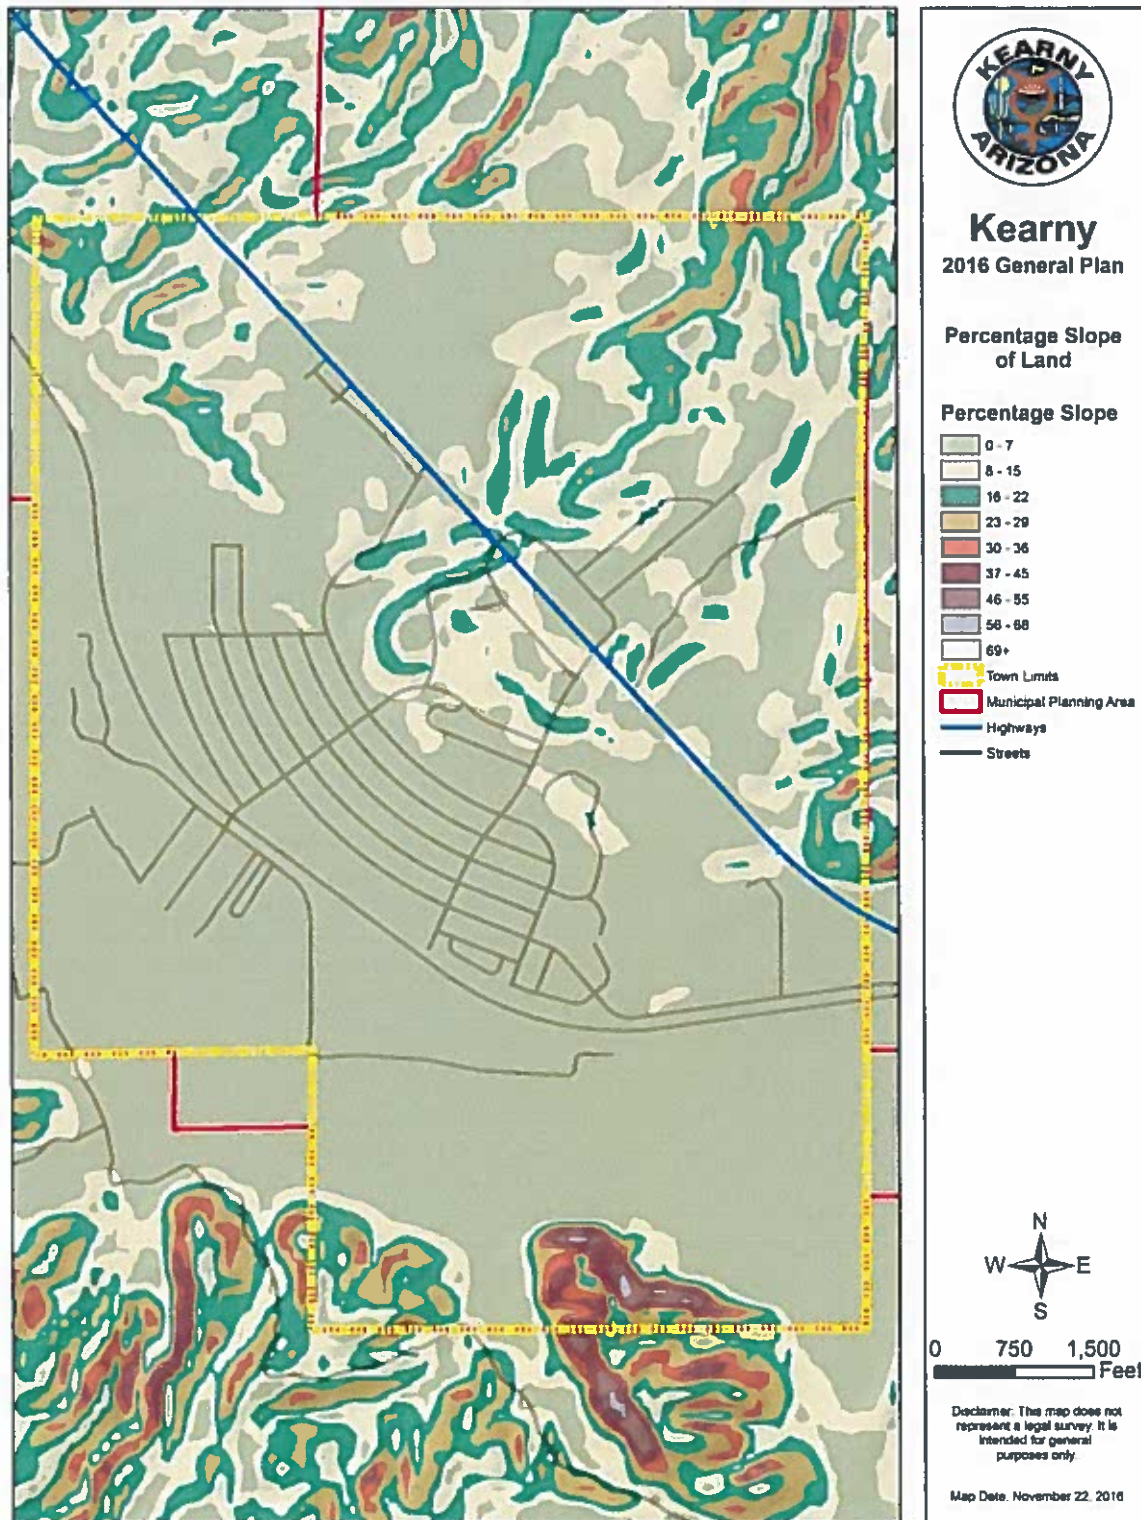 KEARNY
ARIZONA
Kearny
2016 General Plan
Percentage Slope
of Land
Percentage Slope
0 - 7
8 - 15
16 - 22
23 - 29
30 - 36
37 - 45
46 - 55
56 - 68
69+
Town Limits
Municipal Planning Area
Highways
Streets
N
W E
S
0 750 1,500
Feet
Disclaimer: This map does not
represent a legal survey. It is
intended for general
purposes only.
Map Date: November 22, 2016